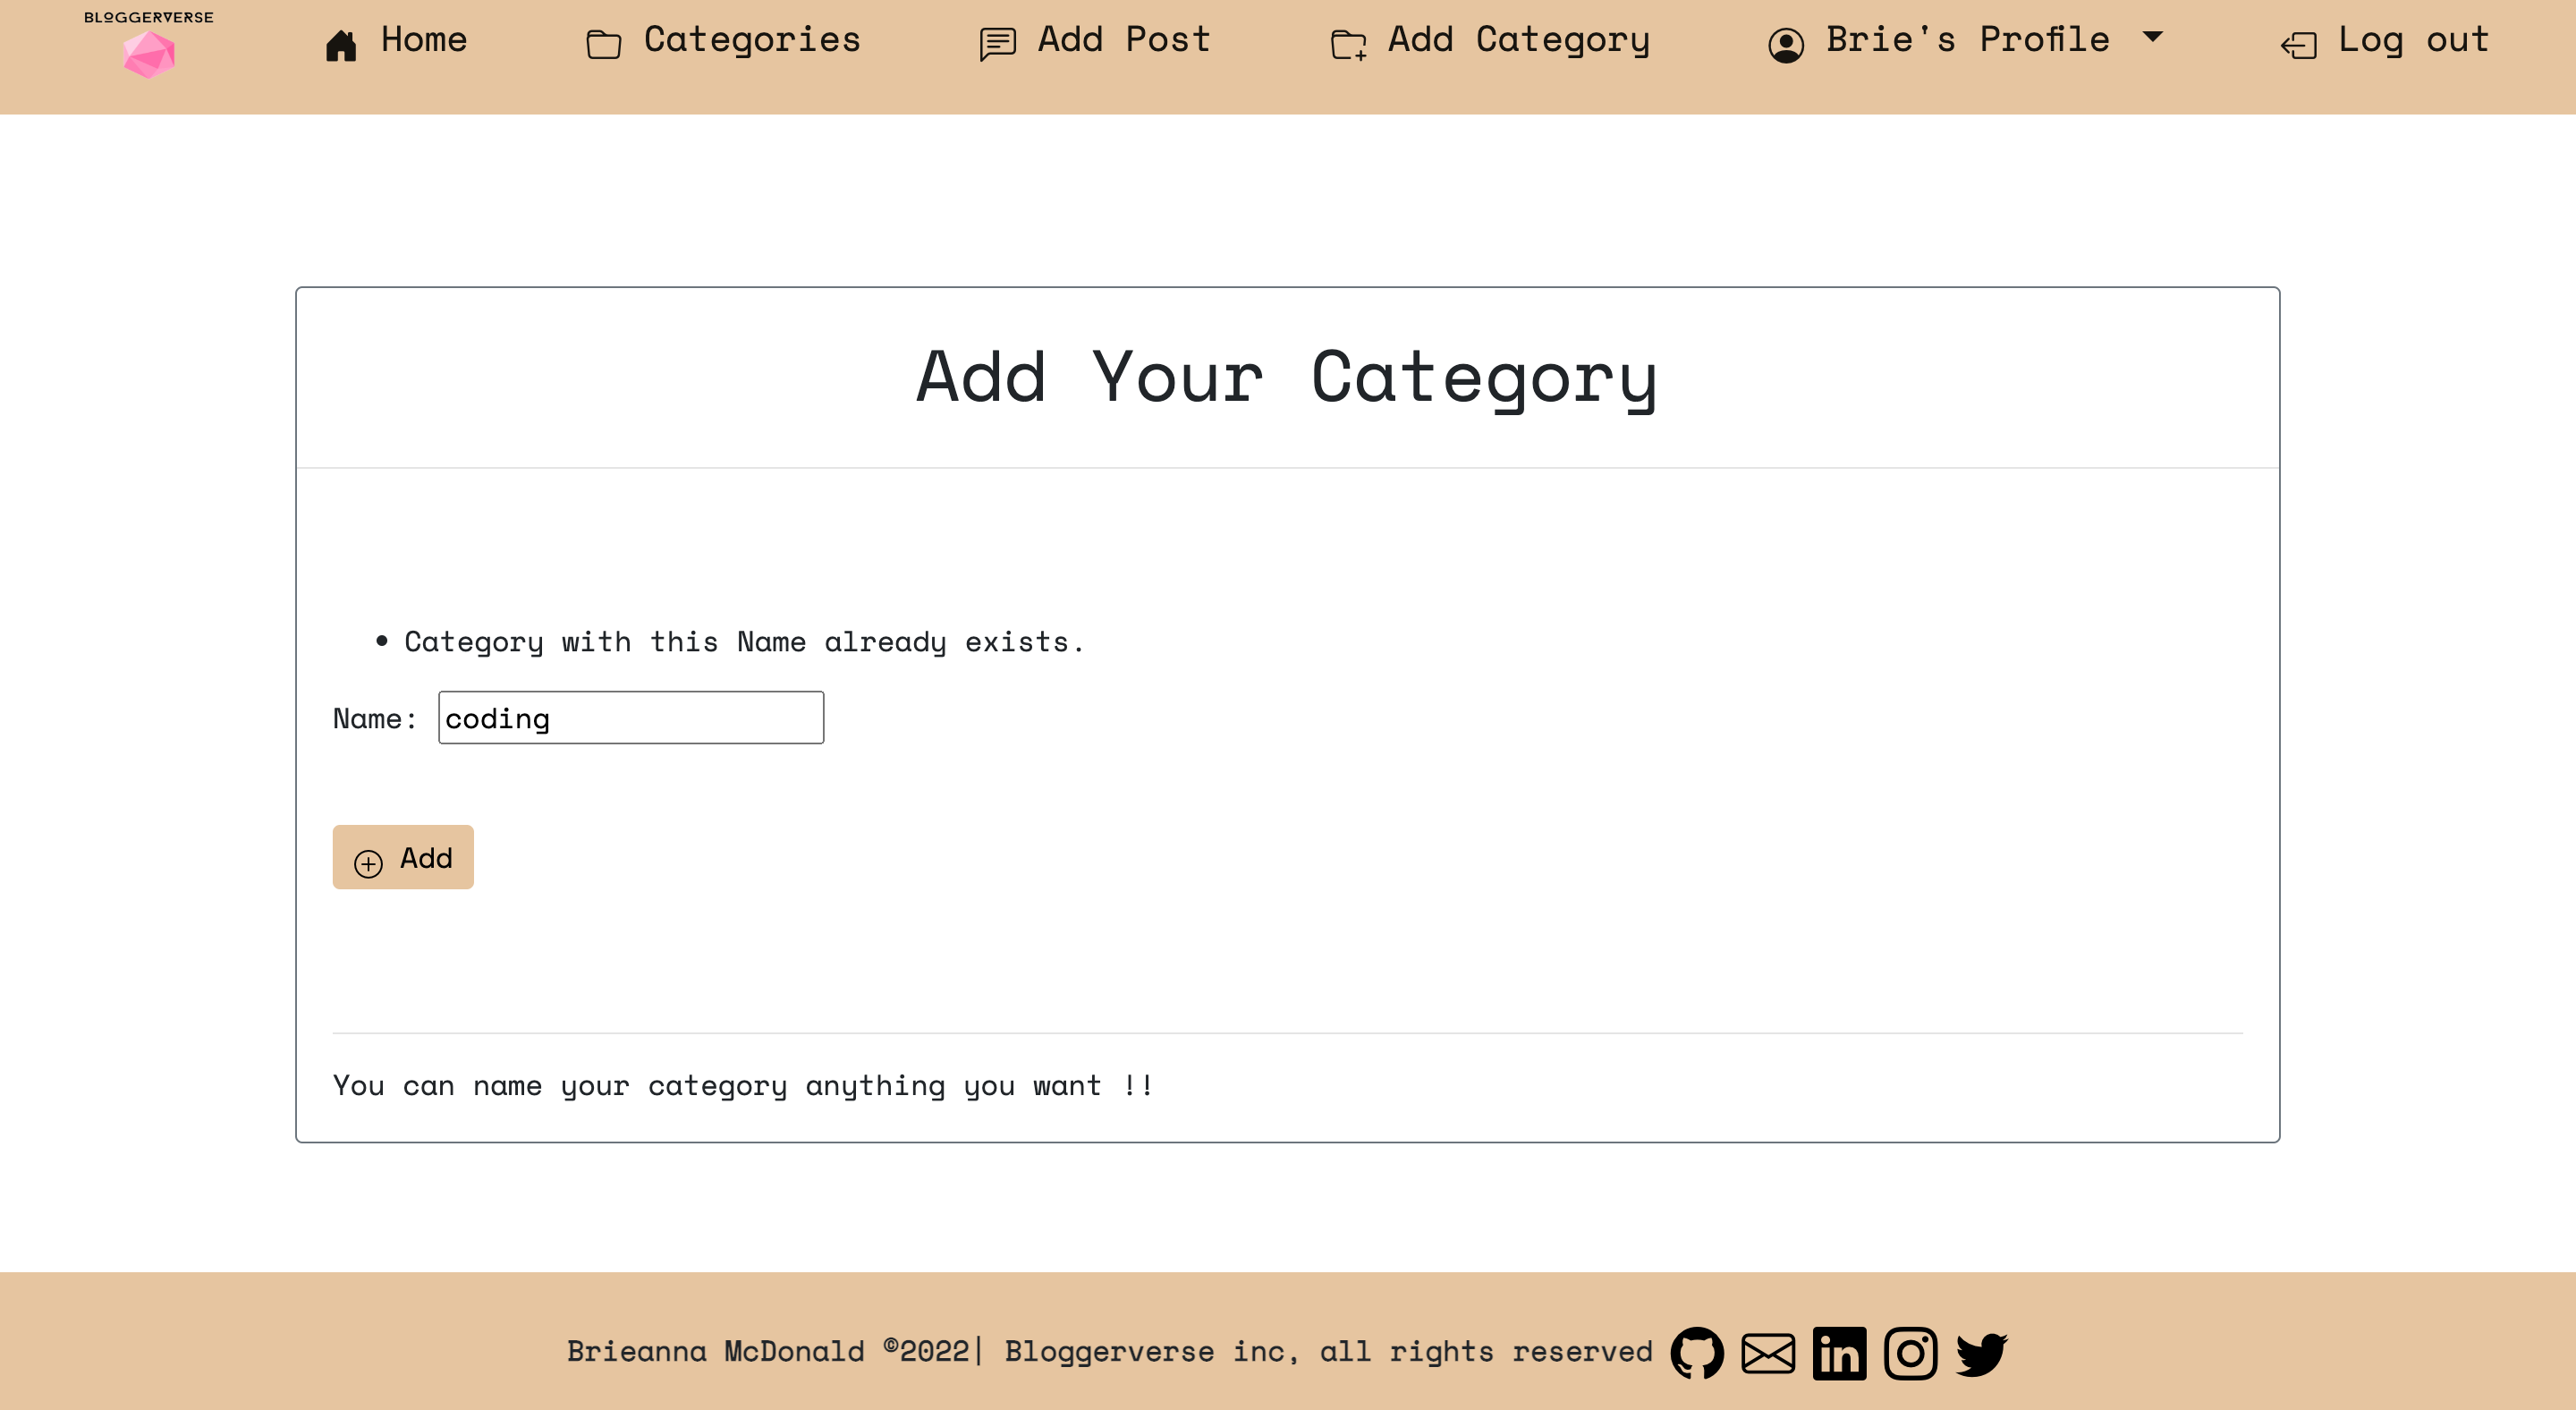 BLOGGERVERSE
Home Categories Add Post Add Category Brie's Profile Log out
Add Your Category
Category with this Name already exists.
Name: coding
Add
You can name your category anything you want !!
Brieanna McDonald ©2022| Bloggerverse inc, all rights reserved in